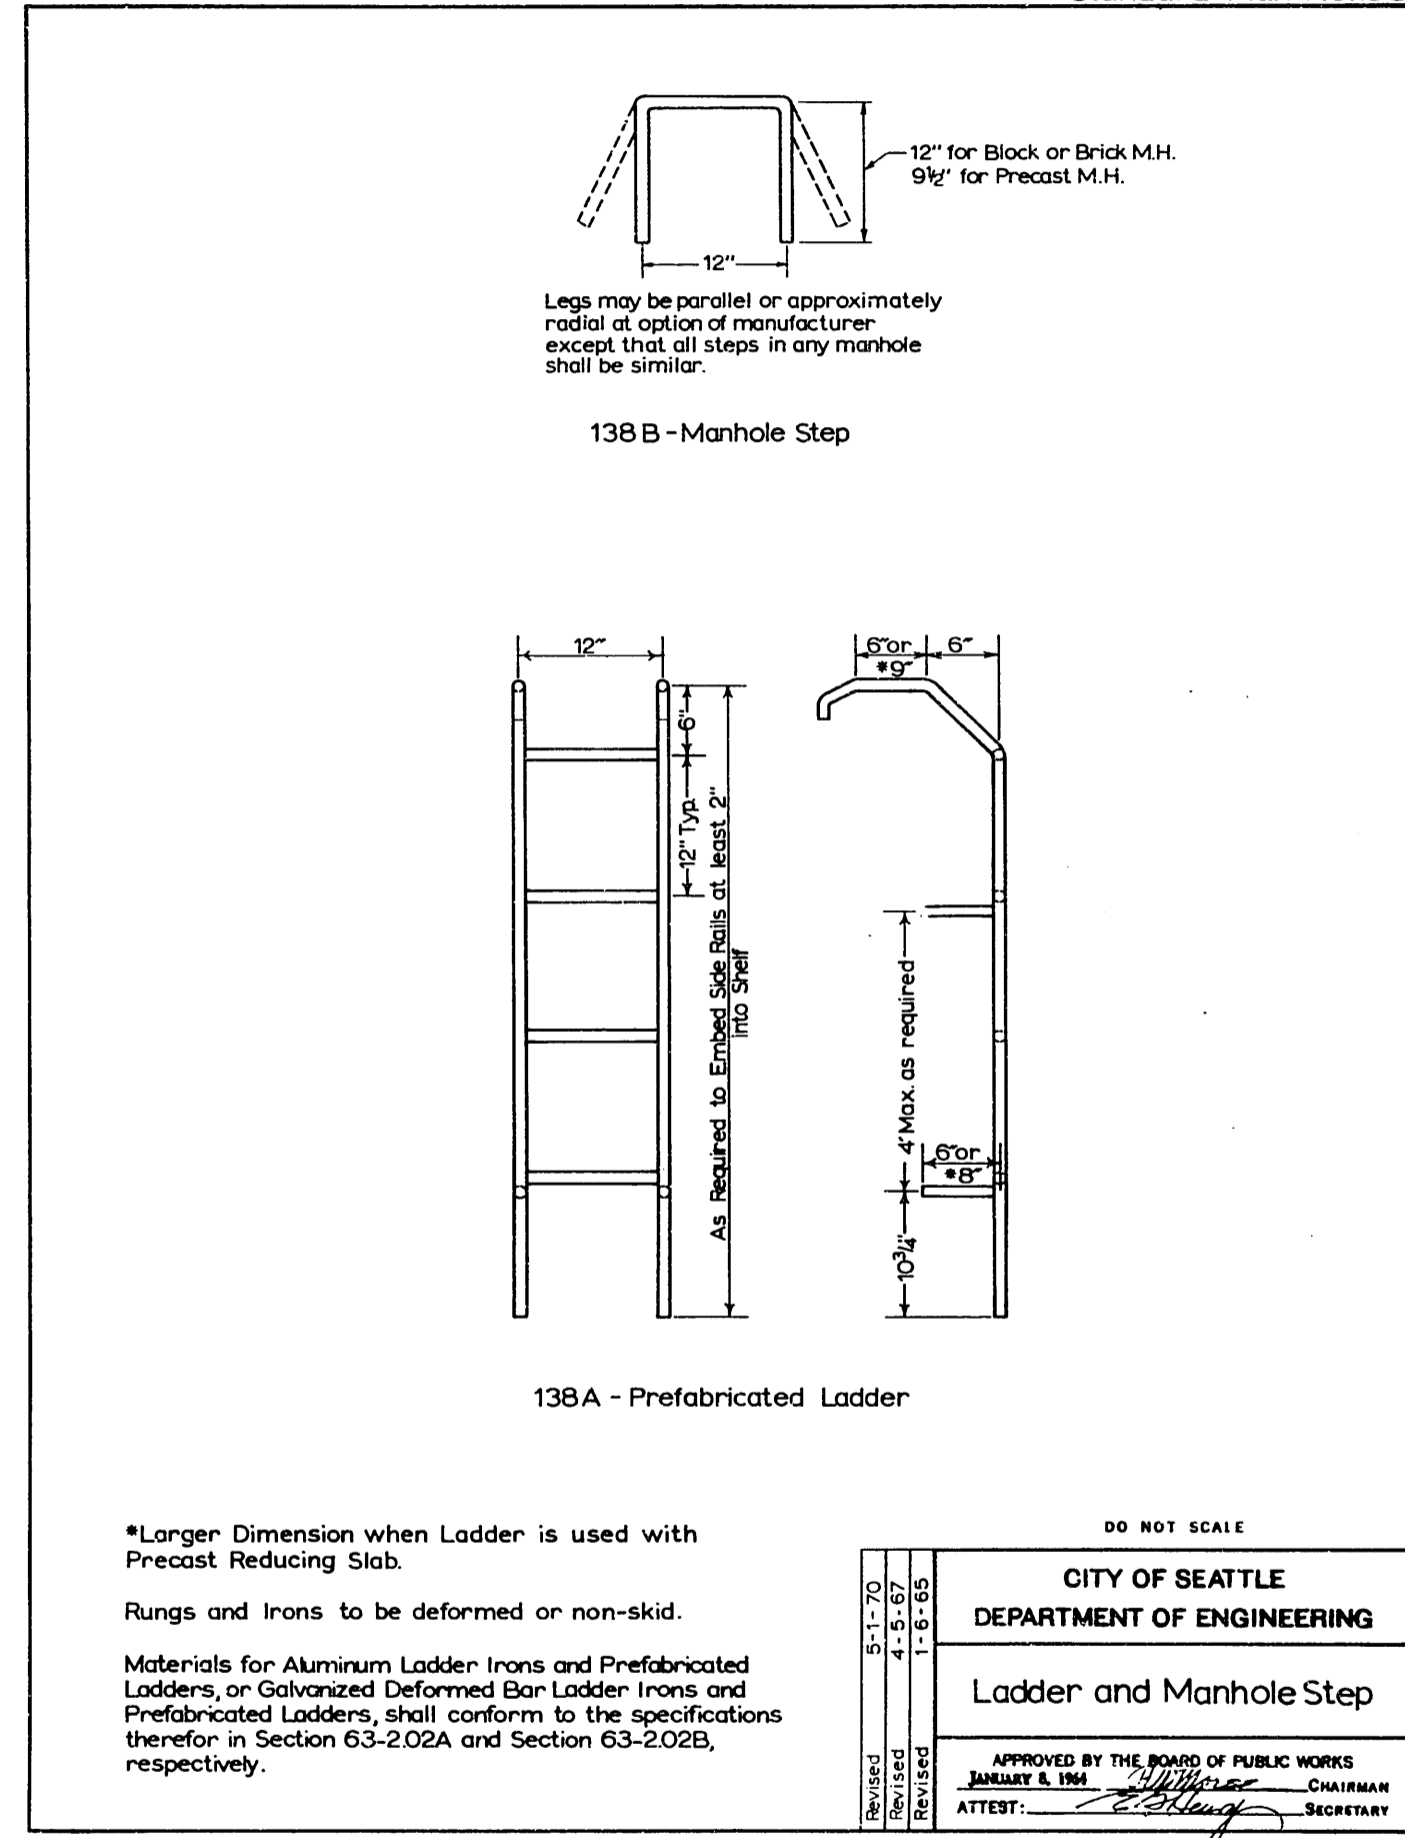 12" for Block or Brick M.H.
9½" for Precast M.H.
12"
Legs may be parallel or approximately
radial at option of manufacturer
except that all steps in any manhole
shall be similar.
138 B - Manhole Step
12"
6" or
*9"
6"
6"
12" Typ.
As Required to Embed Side Rails at least 2"
into Shelf
4' Max. as required
6" or
*8"
10¾"
138A - Prefabricated Ladder
*Larger Dimension when Ladder is used with
Precast Reducing Slab.
Rungs and Irons to be deformed or non-skid.
Materials for Aluminum Ladder Irons and Prefabricated
Ladders, or Galvanized Deformed Bar Ladder Irons and
Prefabricated Ladders, shall conform to the specifications
therefor in Section 63-2.02A and Section 63-2.02B,
respectively.
DO NOT SCALE
Revised 5-1-70
Revised 4-5-67
Revised 1-6-65
CITY OF SEATTLE
DEPARTMENT OF ENGINEERING
Ladder and Manhole Step
APPROVED BY THE BOARD OF PUBLIC WORKS
JANUARY 8, 1964 CHAIRMAN
ATTEST: SECRETARY